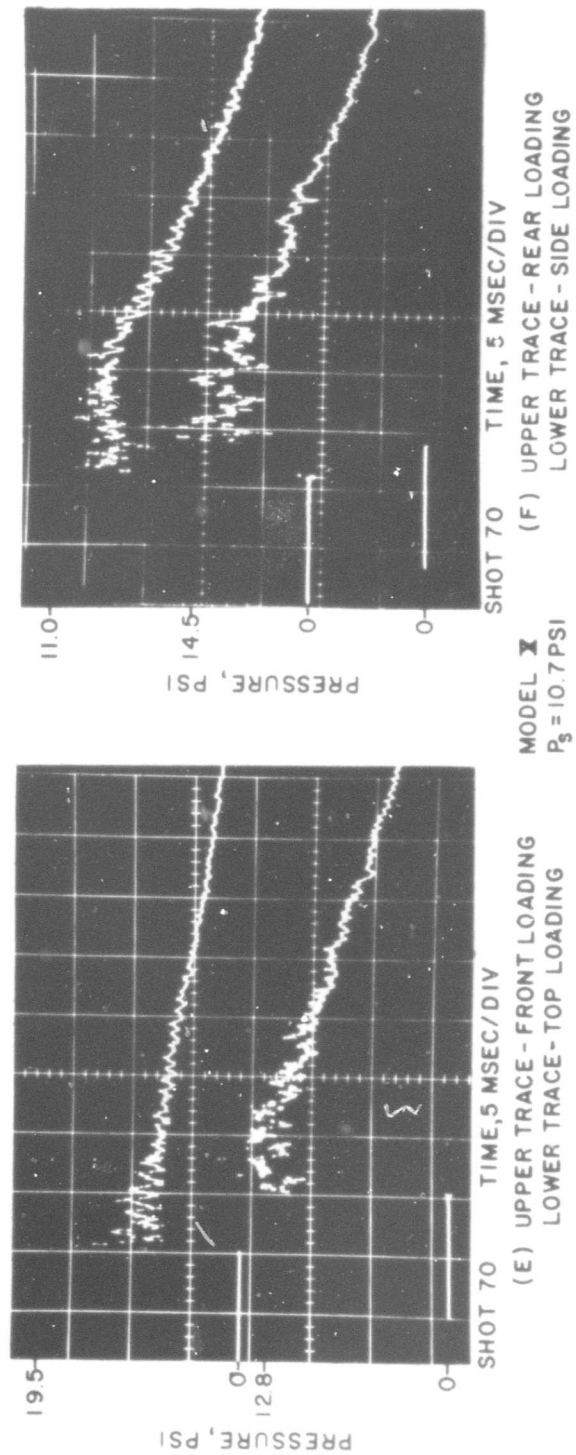 PRESSURE, PSI
19.5
0
12.8
0
SHOT 70
TIME, 5 MSEC/DIV
(E) UPPER TRACE-FRONT LOADING
LOWER TRACE-TOP LOADING
PRESSURE, PSI
11.0
14.5
0
0
SHOT 70
TIME, 5 MSEC/DIV
(F) UPPER TRACE-REAR LOADING
LOWER TRACE-SIDE LOADING
MODEL X
Ps = 10.7 PSI